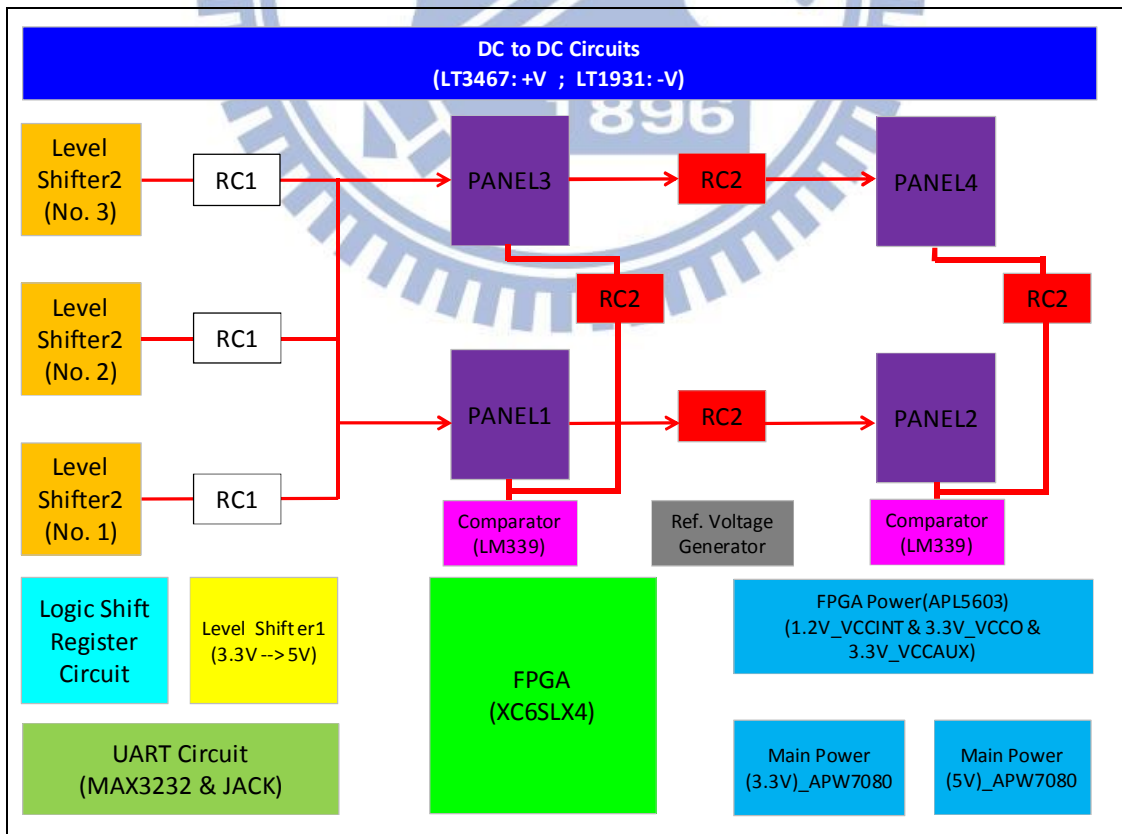 DC to DC Circuits
(LT3467: +V ; LT1931: -V)
1896
Level
Shifter2
(No. 3)
RC1
PANEL3
RC2
PANEL4
Level
Shifter2
(No. 2)
RC1
RC2
RC2
Level
Shifter2
(No. 1)
RC1
PANEL1
RC2
PANEL2
Comparator
(LM339)
Ref. Voltage
Generator
Comparator
(LM339)
Logic Shift
Register
Circuit
Level Shifter1
(3.3V --> 5V)
FPGA
(XC6SLX4)
FPGA Power(APL5603)
(1.2V_VCCINT & 3.3V_VCCO &
3.3V_VCCAUX)
UART Circuit
(MAX3232 & JACK)
Main Power
(3.3V)_APW7080
Main Power
(5V)_APW7080